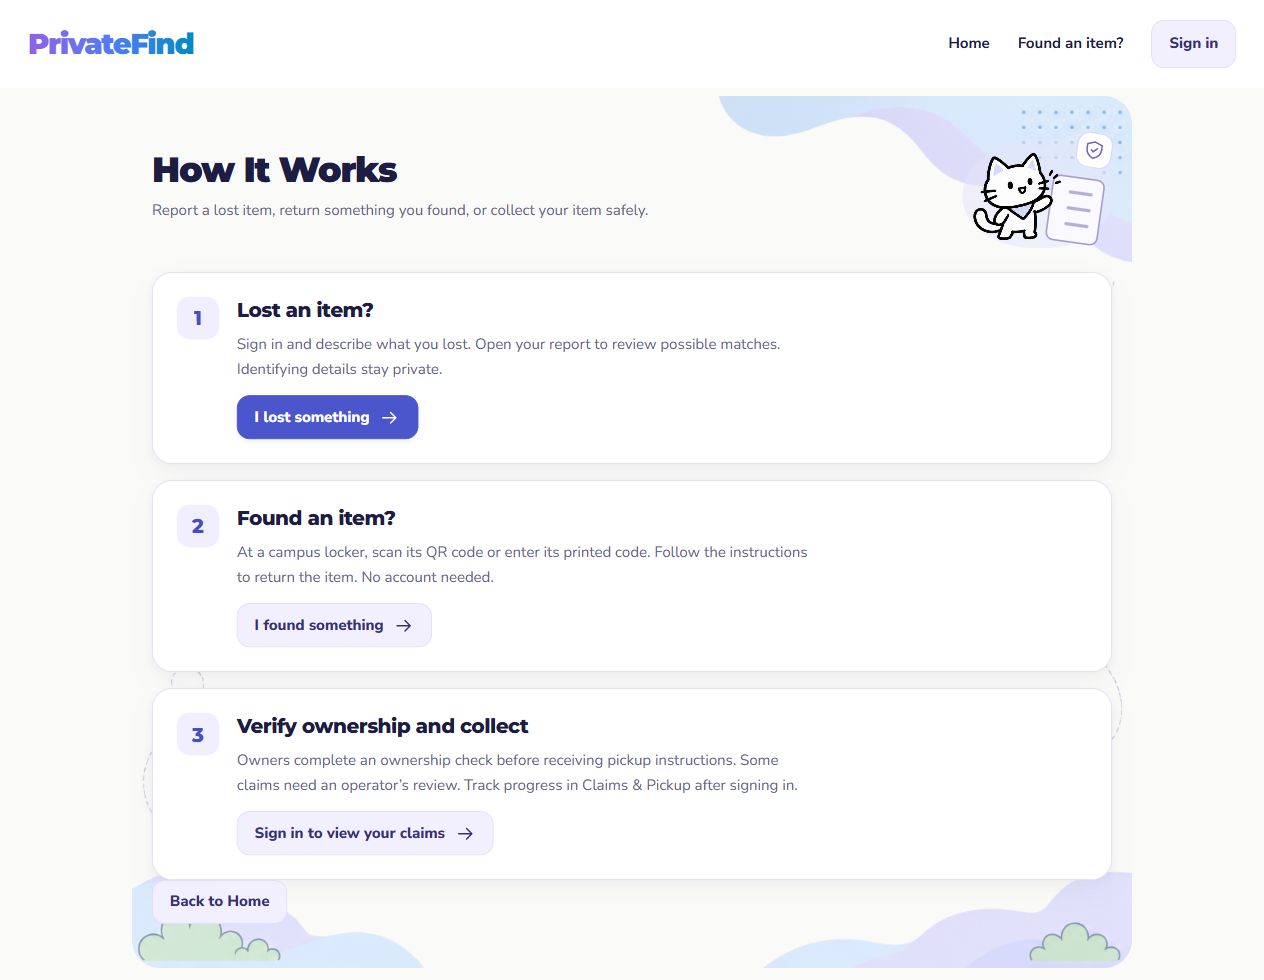 PrivateFind
Home
Found an item?
Sign in
How It Works
Report a lost item, return something you found, or collect your item safely.
1
Lost an item?
Sign in and describe what you lost. Open your report to review possible matches.
Identifying details stay private.
I lost something →
2
Found an item?
At a campus locker, scan its QR code or enter its printed code. Follow the instructions
to return the item. No account needed.
I found something →
3
Verify ownership and collect
Owners complete an ownership check before receiving pickup instructions. Some
claims need an operator’s review. Track progress in Claims & Pickup after signing in.
Sign in to view your claims →
Back to Home